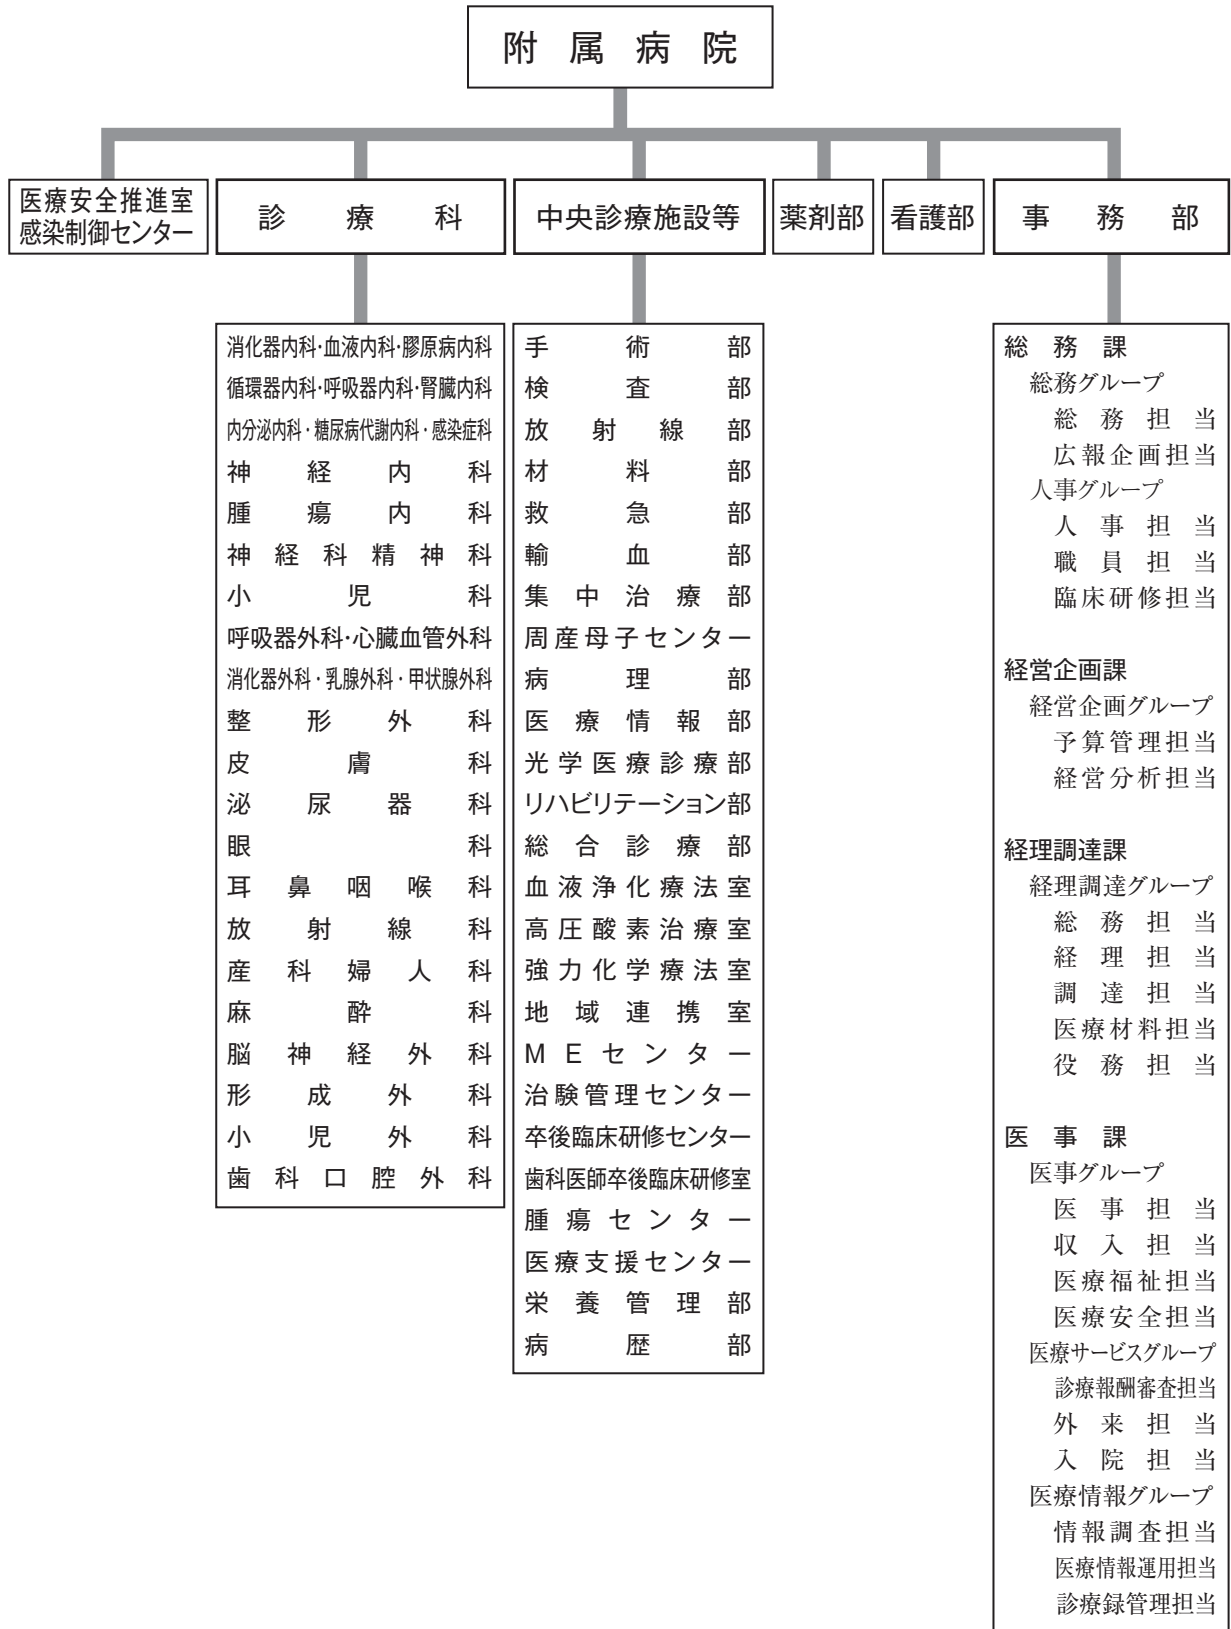 附属病院
医療安全推進室
感染制御センター
診療科
中央診療施設等
薬剤部
看護部
事務部
消化器内科・血液内科・膠原病内科
循環器内科・呼吸器内科・腎臓内科
内分泌内科・糖尿病代謝内科・感染症科
神経内科
腫瘍内科
神経科精神科
小児科
呼吸器外科・心臓血管外科
消化器外科・乳腺外科・甲状腺外科
整形外科
皮膚科
泌尿器科
眼科
耳鼻咽喉科
放射線科
産科婦人科
麻酔科
脳神経外科
形成外科
小児外科
歯科口腔外科
手術部
検査部
放射線部
材料部
救急部
輸血部
集中治療部
周産母子センター
病理部
医療情報部
光学医療診療部
リハビリテーション部
総合診療部
血液浄化療法室
高圧酸素治療室
強力化学療法室
地域連携室
MEセンター
治験管理センター
卒後臨床研修センター
歯科医師卒後臨床研修室
腫瘍センター
医療支援センター
栄養管理部
病歴部
総務課
総務グループ
総務担当
広報企画担当
人事グループ
人事担当
職員担当
臨床研修担当
経営企画課
経営企画グループ
予算管理担当
経営分析担当
経理調達課
経理調達グループ
総務担当
経理担当
調達担当
医療材料担当
役務担当
医事課
医事グループ
医事担当
収入担当
医療福祉担当
医療安全担当
医療サービスグループ
診療報酬審査担当
外来担当
入院担当
医療情報グループ
情報調査担当
医療情報運用担当
診療録管理担当